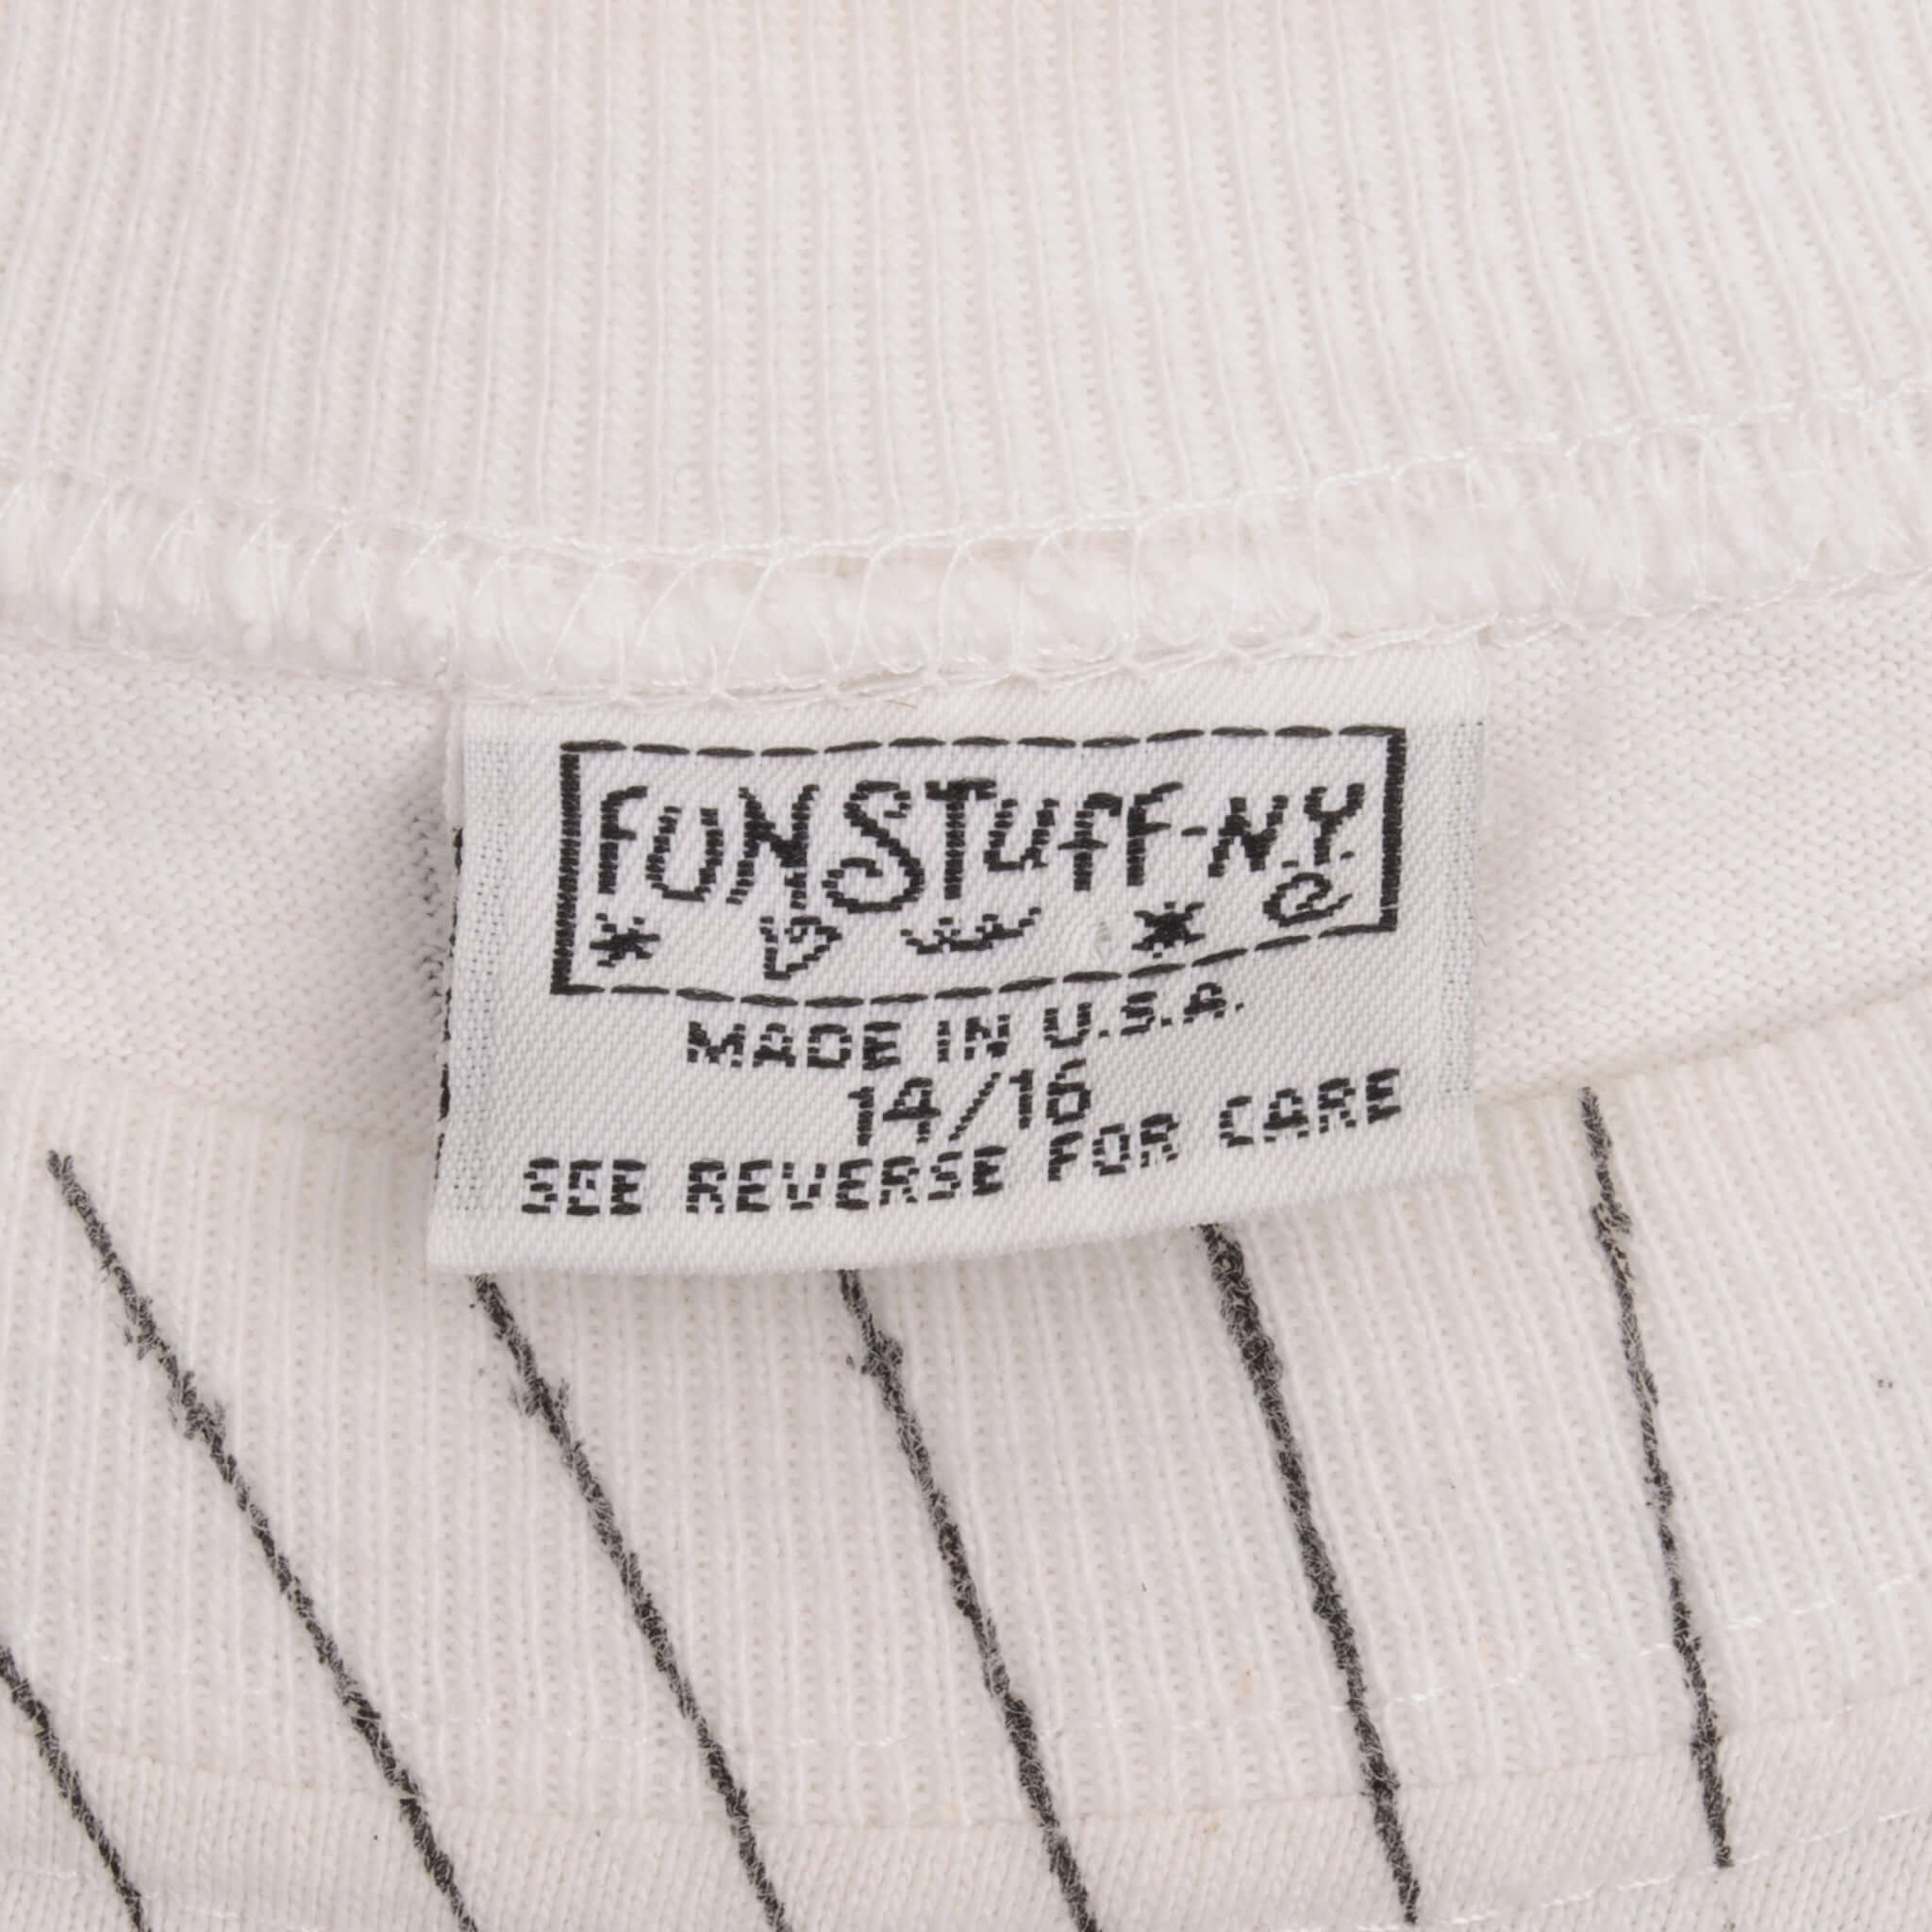 FUNSTUFF-N.Y.
MADE IN U.S.A.
14/16
SEE REVERSE FOR CARE